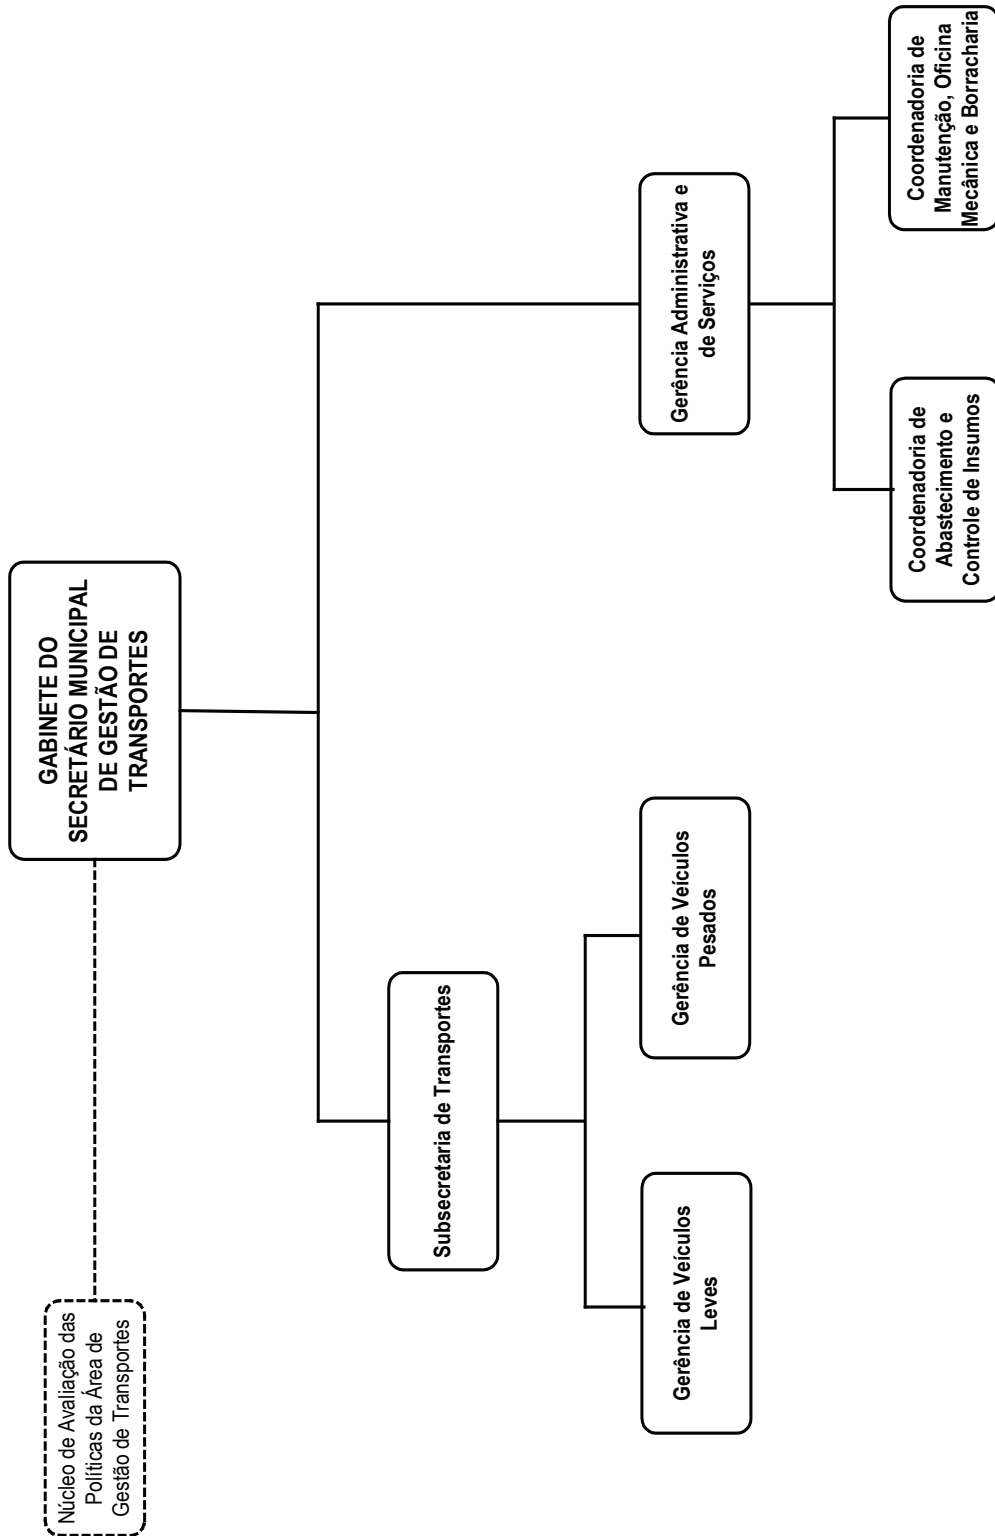 Núcleo de Avaliação das
Políticas da Área de
Gestão de Transportes
GABINETE DO
SECRETÁRIO MUNICIPAL
DE GESTÃO DE
TRANSPORTES
Subsecretaria de Transportes
Gerência de Veículos
Leves
Gerência de Veículos
Pesados
Gerência Administrativa e
de Serviços
Coordenadoria de
Abastecimento e
Controle de Insumos
Coordenadoria de
Manutenção, Oficina
Mecânica e Borracharia